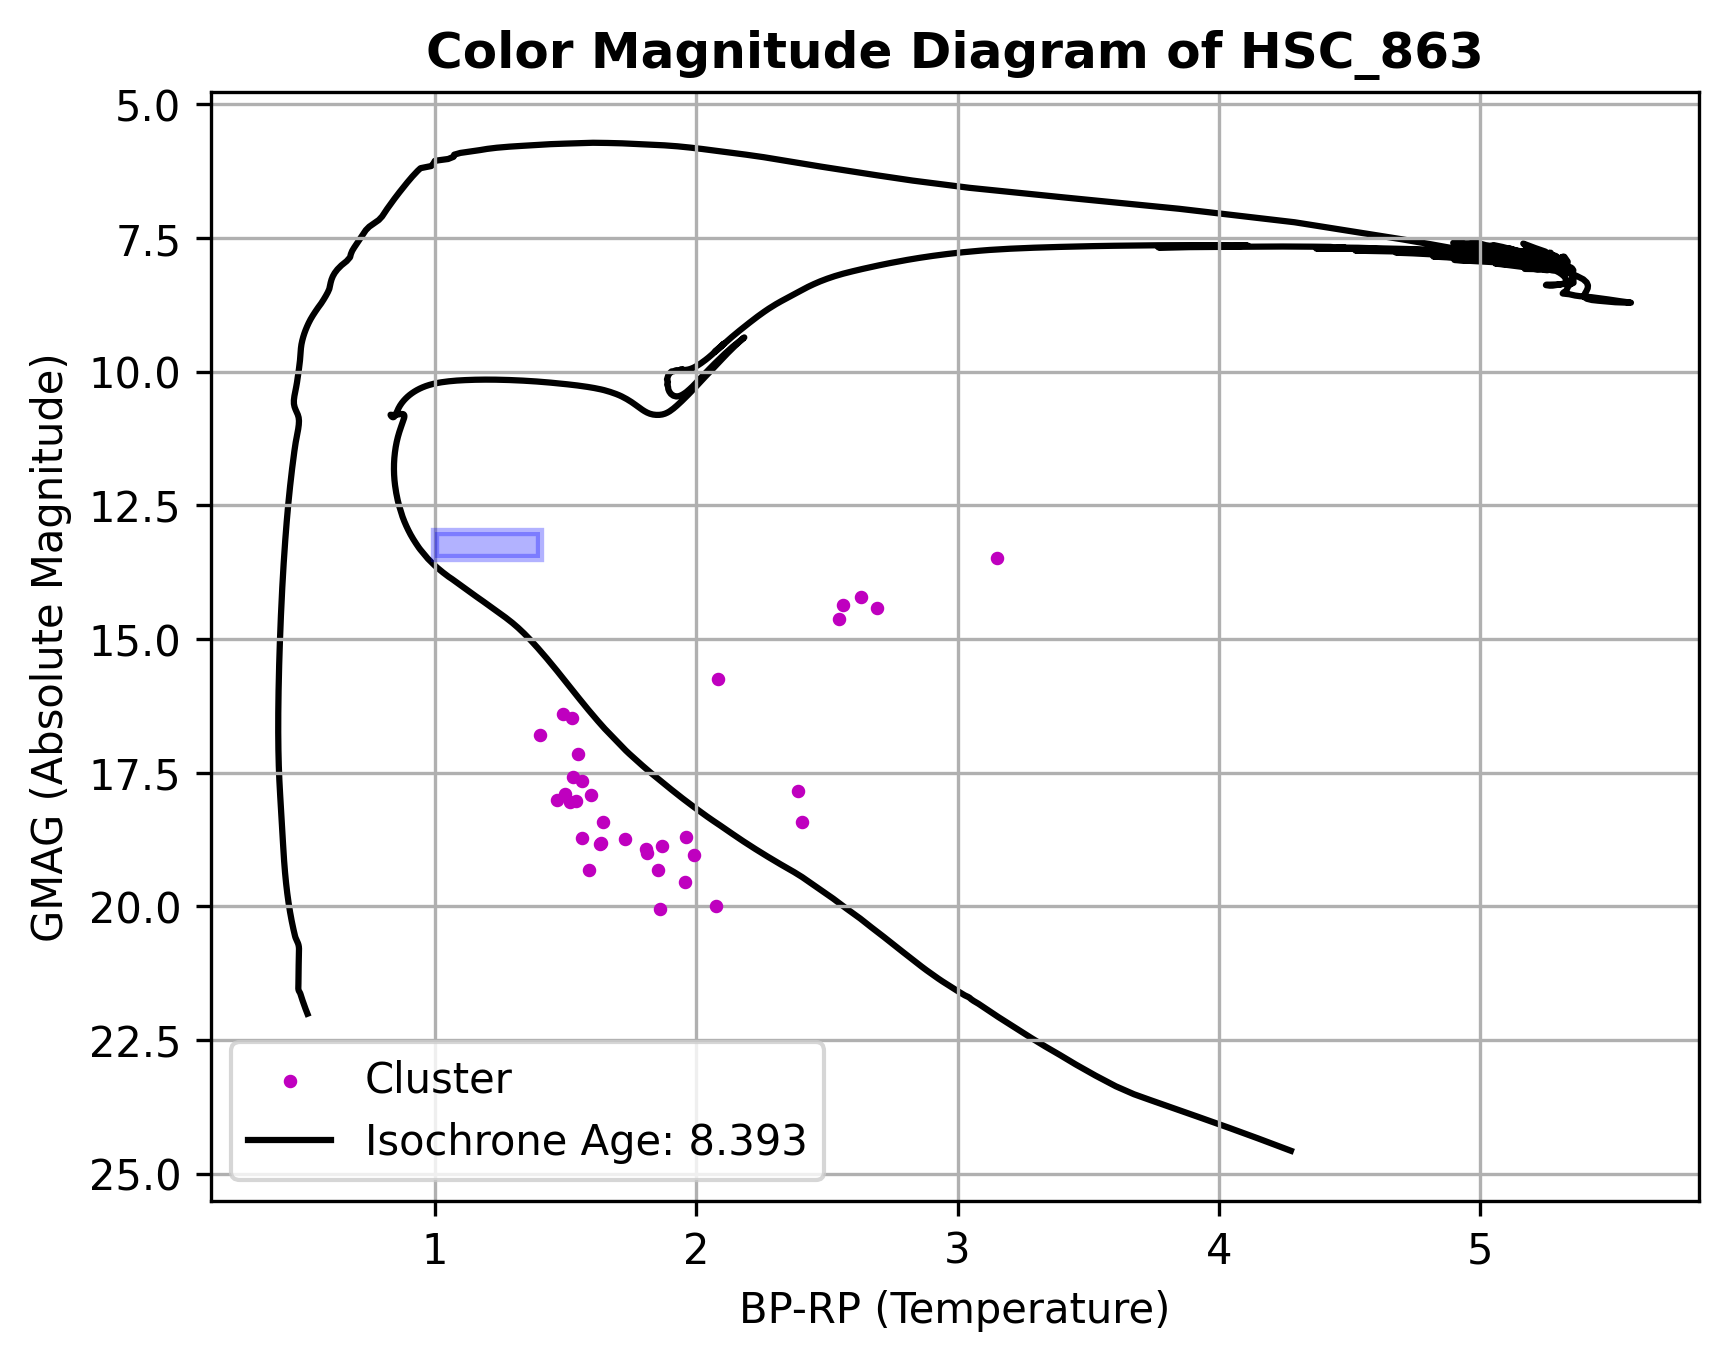 Color Magnitude Diagram of HSC_863
GMAG (Absolute Magnitude)
5.0
7.5
10.0
12.5
15.0
17.5
20.0
22.5
25.0
Cluster
Isochrone Age: 8.393
1 2 3 4 5
BP-RP (Temperature)